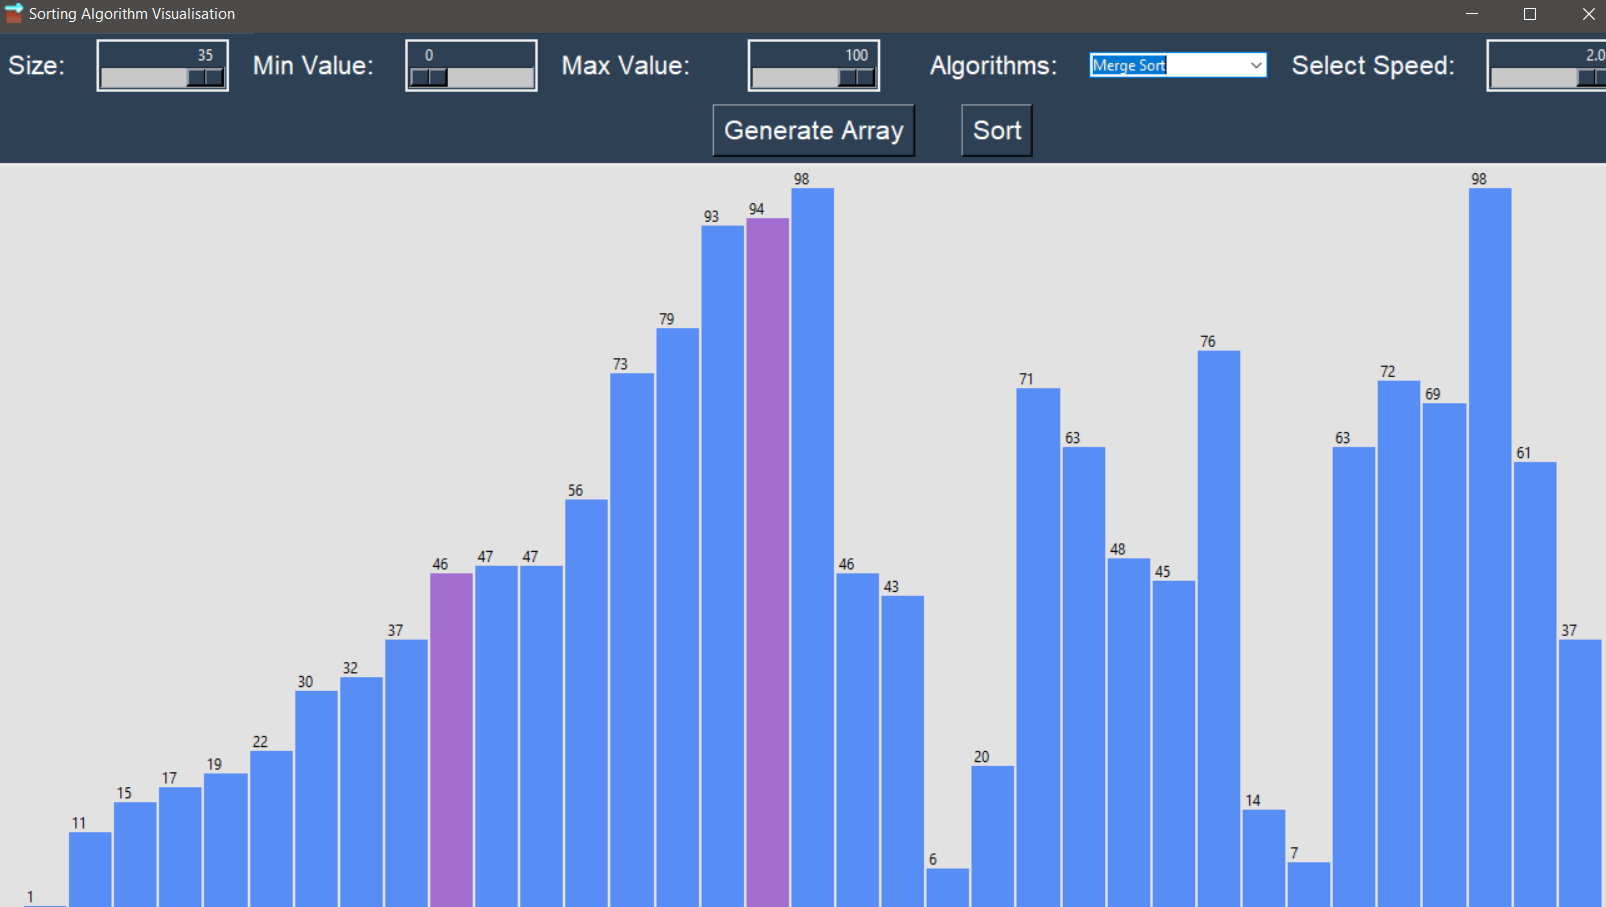 Sorting Algorithm Visualisation
Size: 35 Min Value: 0 Max Value: 100 Algorithms: Merge Sort Select Speed: 2.0
Generate Array Sort
1 11 15 17 19 22 30 32 37 46 47 47 56 73 79 93 94 98 46 43 6 20 71 63 48 45 76 14 7 63 72 69 98 61 37